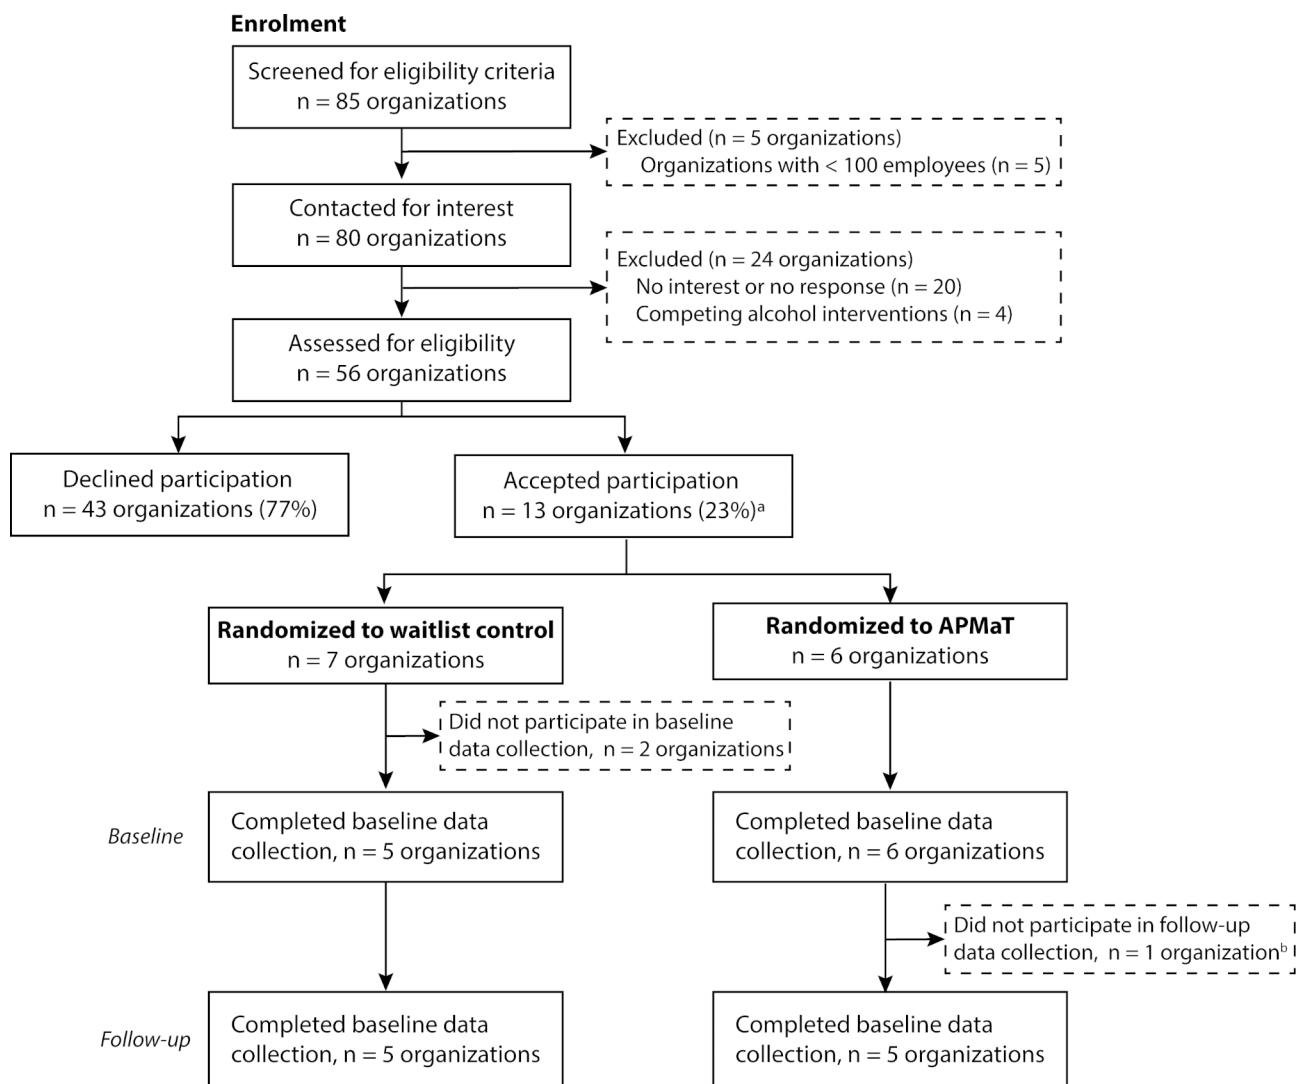 Enrolment
Screened for eligibility criteria
n = 85 organizations
Excluded (n = 5 organizations)
Organizations with < 100 employees (n = 5)
Contacted for interest
n = 80 organizations
Excluded (n = 24 organizations)
No interest or no response (n = 20)
Competing alcohol interventions (n = 4)
Assessed for eligibility
n = 56 organizations
Declined participation
n = 43 organizations (77%)
Accepted participation
n = 13 organizations (23%)ᵃ
Randomized to waitlist control
n = 7 organizations
Randomized to APMaT
n = 6 organizations
Did not participate in baseline
data collection, n = 2 organizations
Baseline
Completed baseline data
collection, n = 5 organizations
Completed baseline data
collection, n = 6 organizations
Did not participate in follow-up
data collection, n = 1 organizationᵇ
Follow-up
Completed baseline data
collection, n = 5 organizations
Completed baseline data
collection, n = 5 organizations